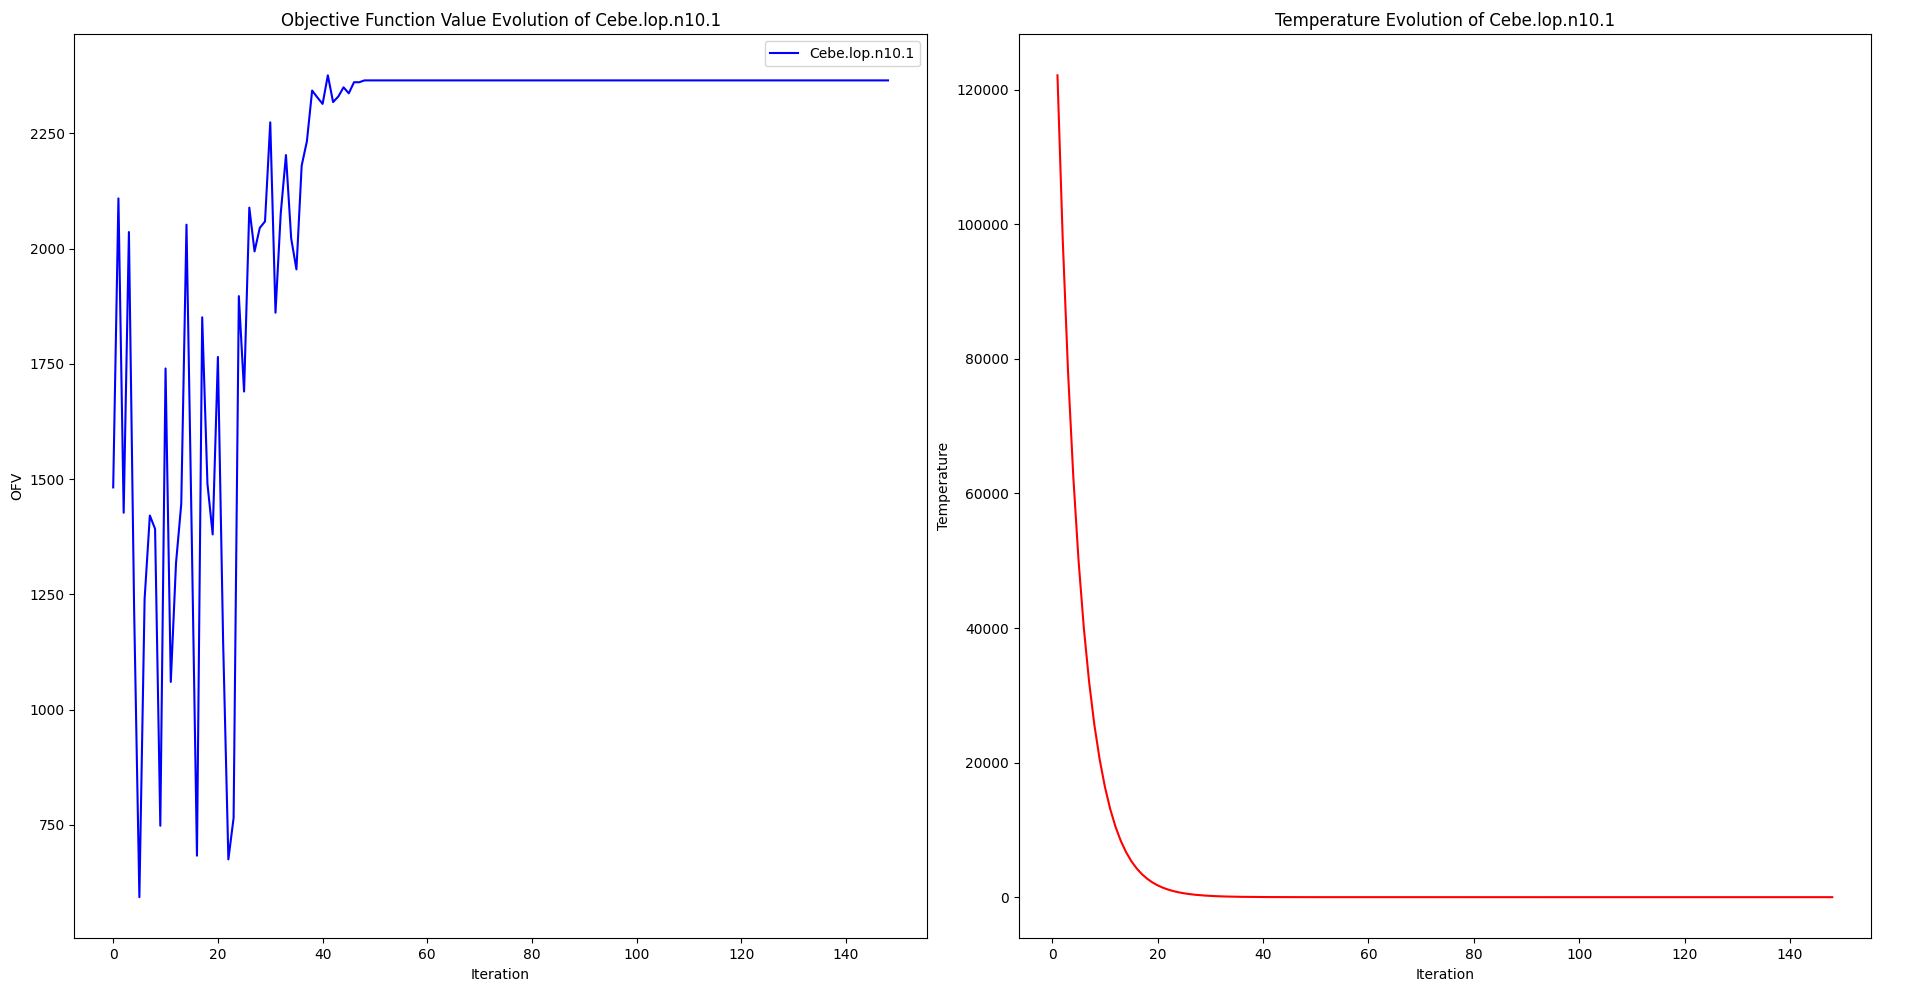 Objective Function Value Evolution of Cebe.lop.n10.1
Cebe.lop.n10.1
OFV
2250
2000
1750
1500
1250
1000
750
0 20 40 60 80 100 120 140
Iteration
Temperature Evolution of Cebe.lop.n10.1
Temperature
120000
100000
80000
60000
40000
20000
0
0 20 40 60 80 100 120 140
Iteration